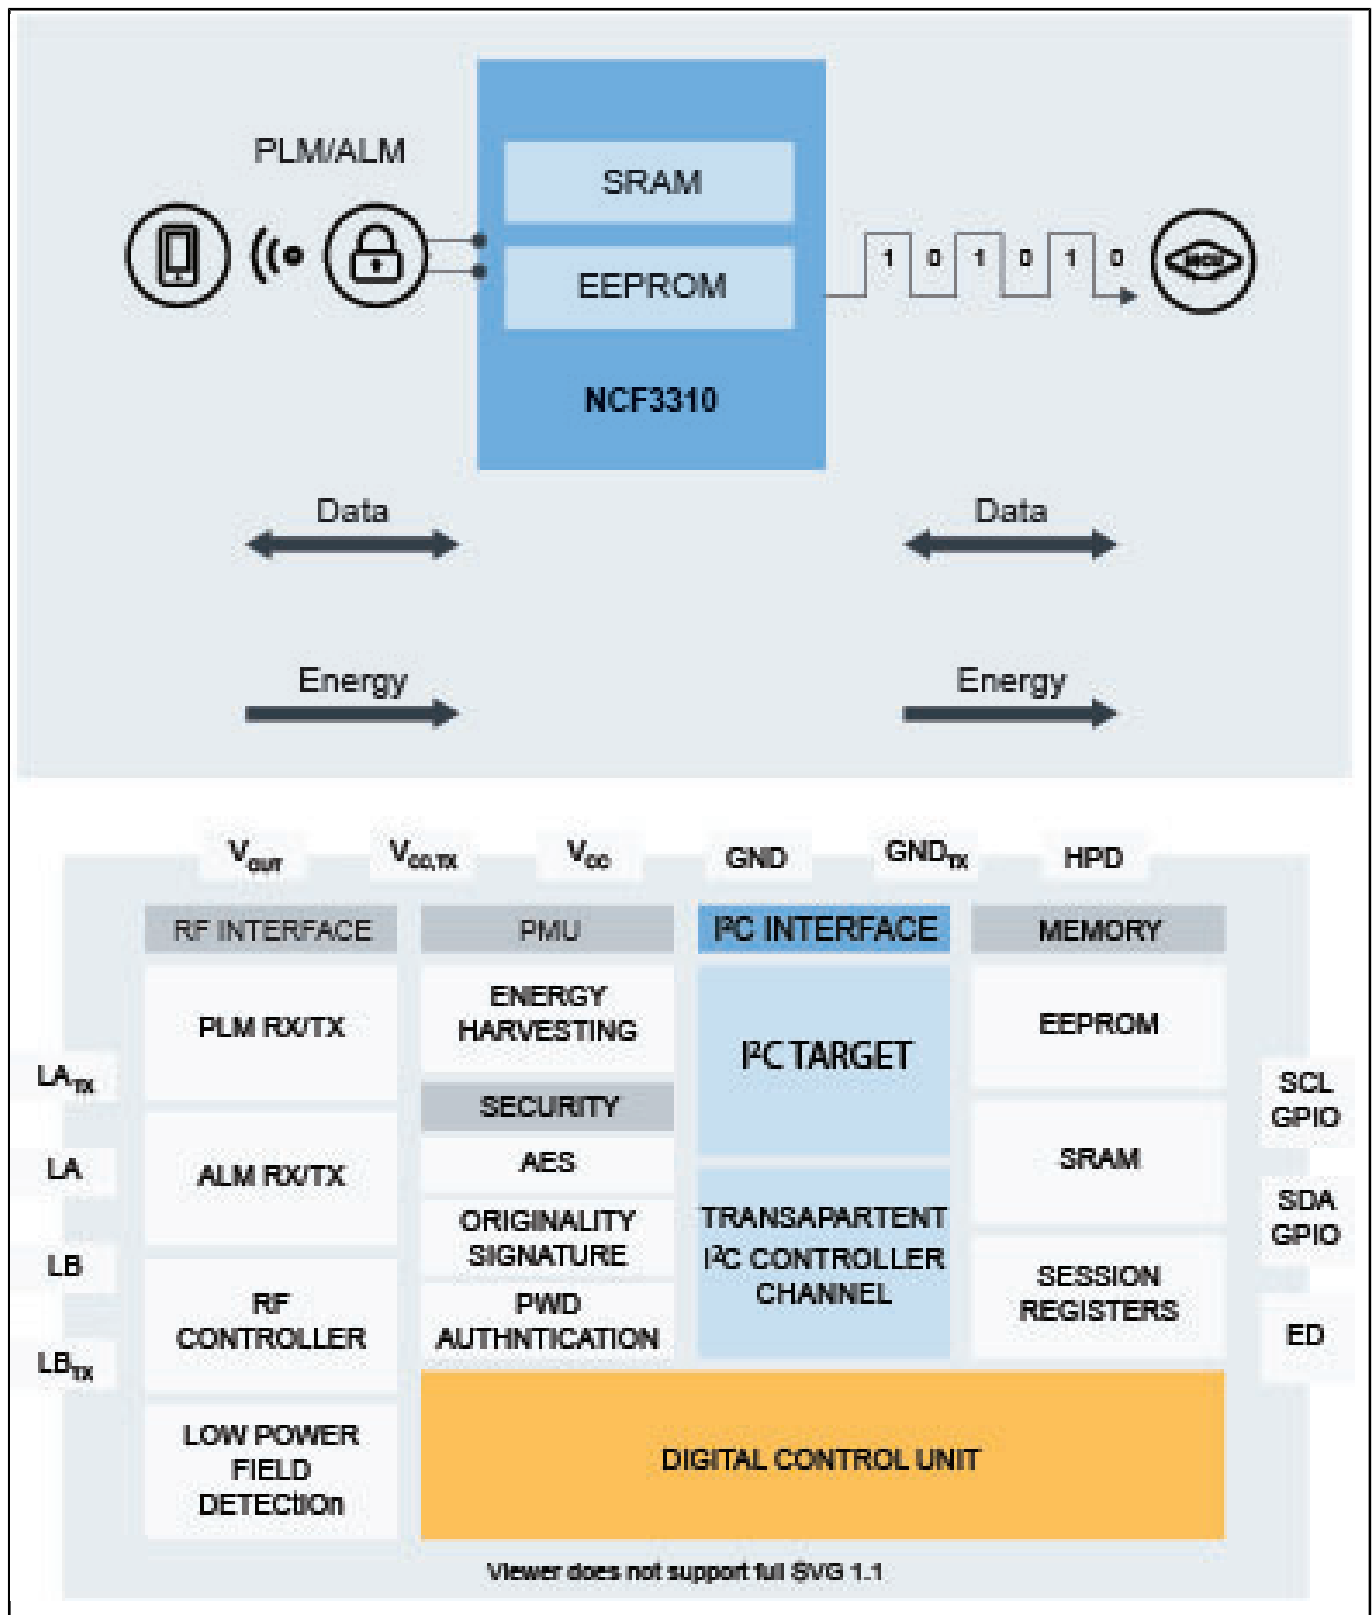 PLM/ALM
SRAM
EEPROM
NCF3310
1 0 1 0 1 0
MCU
Data
Data
Energy
Energy
VOUT
VCC,TX
VCC
GND
GNDTX
HPD
RF INTERFACE
PMU
I²C INTERFACE
MEMORY
PLM RX/TX
ALM RX/TX
RF
CONTROLLER
LOW POWER
FIELD
DETECtIOn
ENERGY
HARVESTING
SECURITY
AES
ORIGINALITY
SIGNATURE
PWD
AUTHNTICATION
I²C TARGET
TRANSAPARTENT
I²C CONTROLLER
CHANNEL
EEPROM
SRAM
SESSION
REGISTERS
DIGITAL CONTROL UNIT
LATX
LA
LB
LBTX
SCL
GPIO
SDA
GPIO
ED
Viewer does not support full SVG 1.1